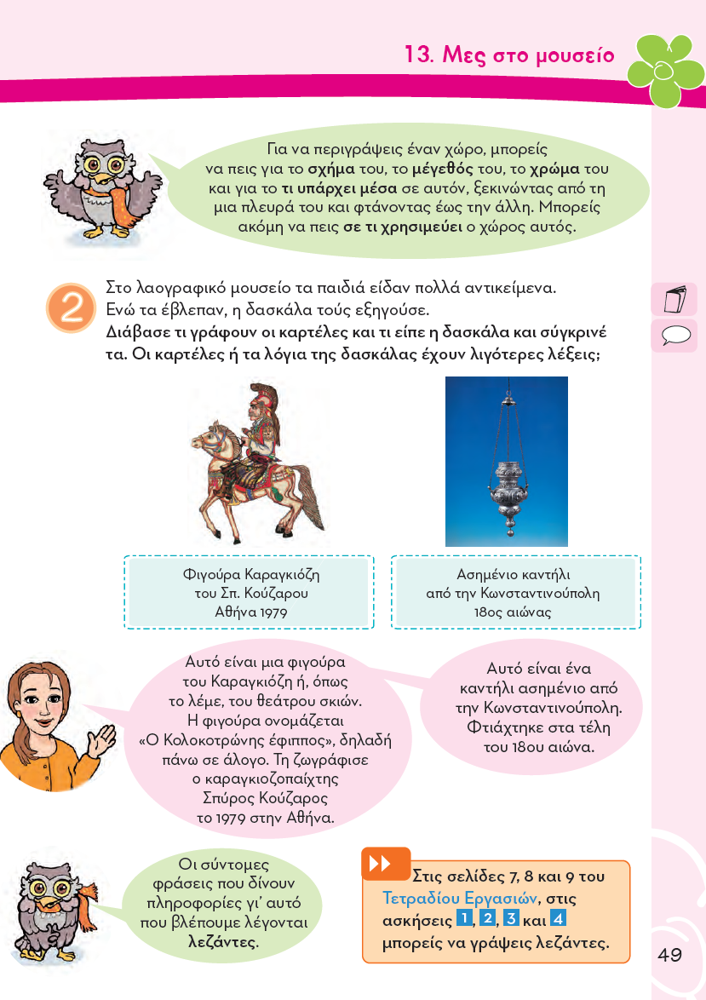 13. Μες στο μουσείο
Για να περιγράψεις έναν χώρο, μπορείς
να πεις για το σχήμα του, το μέγεθός του, το χρώμα του
και για το τι υπάρχει μέσα σε αυτόν, ξεκινώντας από τη
μια πλευρά του και φτάνοντας έως την άλλη. Μπορείς
ακόμη να πεις σε τι χρησιμεύει ο χώρος αυτός.
2
Στο λαογραφικό μουσείο τα παιδιά είδαν πολλά αντικείμενα.
Ενώ τα έβλεπαν, η δασκάλα τούς εξηγούσε.
Διάβασε τι γράφουν οι καρτέλες και τι είπε η δασκάλα και σύγκρινέ
τα. Οι καρτέλες ή τα λόγια της δασκάλας έχουν λιγότερες λέξεις;
Φιγούρα Καραγκιόζη
του Σπ. Κούζαρου
Αθήνα 1979
Ασημένιο καντήλι
από την Κωνσταντινούπολη
18ος αιώνας
Αυτό είναι μια φιγούρα
του Καραγκιόζη ή, όπως
το λέμε, του θεάτρου σκιών.
Η φιγούρα ονομάζεται
«Ο Κολοκοτρώνης έφιππος», δηλαδή
πάνω σε άλογο. Τη ζωγράφισε
ο καραγκιοζοπαίχτης
Σπύρος Κούζαρος
το 1979 στην Αθήνα.
Αυτό είναι ένα
καντήλι ασημένιο από
την Κωνσταντινούπολη.
Φτιάχτηκε στα τέλη
του 18ου αιώνα.
Οι σύντομες
φράσεις που δίνουν
πληροφορίες γι’ αυτό
που βλέπουμε λέγονται
λεζάντες.
Στις σελίδες 7, 8 και 9 του
Τετραδίου Εργασιών, στις
ασκήσεις 1, 2, 3 και 4
μπορείς να γράψεις λεζάντες.
49